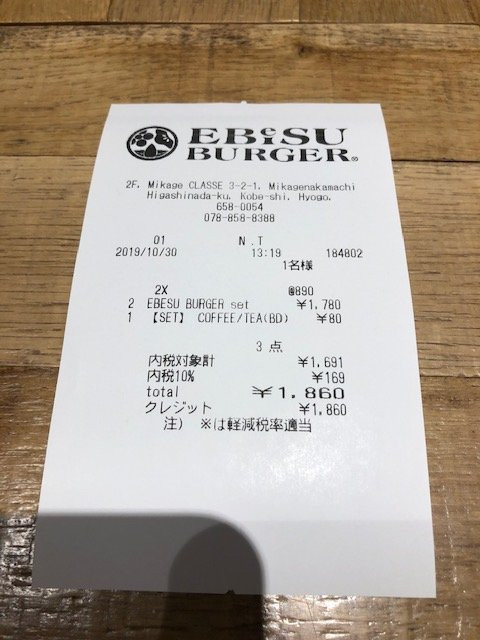 EBeiSU
BURGER®
2F, Mikage CLASSE 3-2-1, Mikagenakamachi
Higashinada-ku, Kobe-shi, Hyogo,
658-0054
078-858-8388
01 N.T
2019/10/30 13:19 184802
1名様
2X @890
2 EBESU BURGER set ¥1,780
1 【SET】 COFFEE/TEA(BD) ¥80
3 点
内税対象計 ¥1,691
内税10% ¥169
total ¥1,860
クレジット ¥1,860
注） ※は軽減税率適当